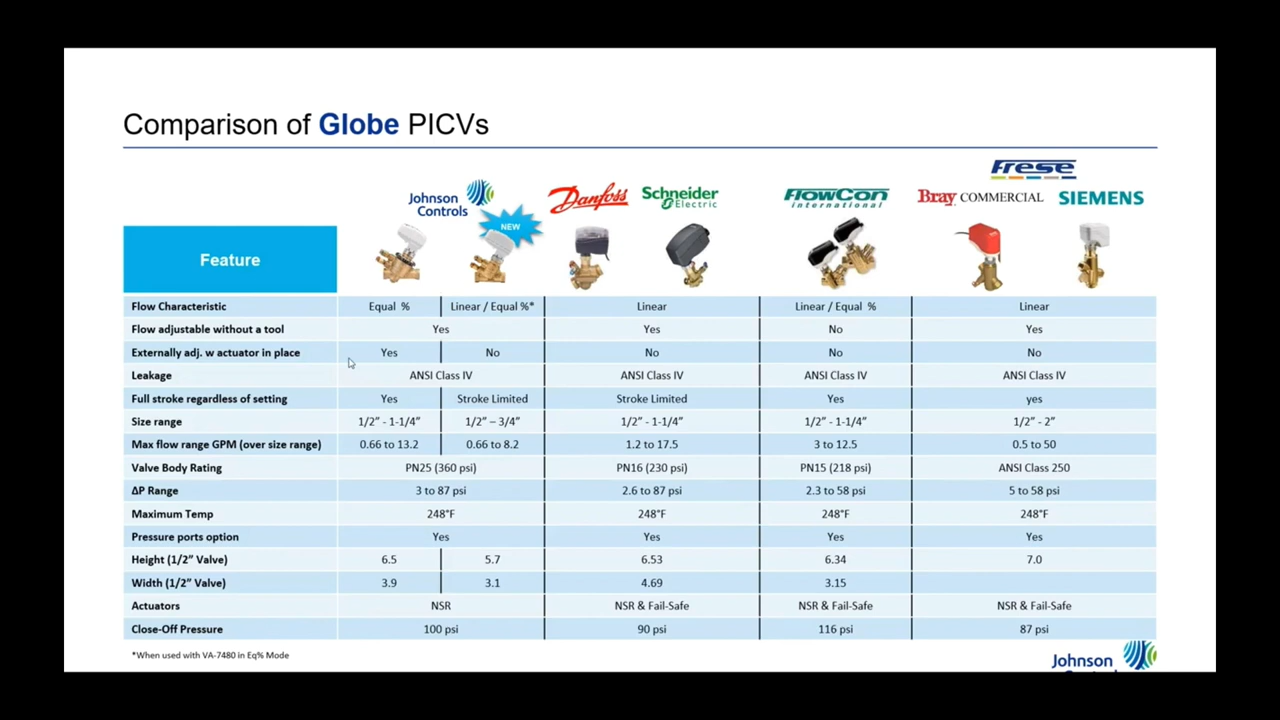 Comparison of Globe PICVs
Frese
Johnson Controls
NEW
Danfoss
Schneider Electric
FlowCon international
Bray COMMERCIAL
SIEMENS
Feature
Flow Characteristic Equal % Linear / Equal %* Linear Linear / Equal % Linear
Flow adjustable without a tool Yes Yes No Yes
Externally adj. w actuator in place Yes No No No No
Leakage ANSI Class IV ANSI Class IV ANSI Class IV ANSI Class IV
Full stroke regardless of setting Yes Stroke Limited Stroke Limited Yes yes
Size range 1/2” - 1-1/4” 1/2” – 3/4” 1/2” - 1-1/4” 1/2” - 1-1/4” 1/2” - 2”
Max flow range GPM (over size range) 0.66 to 13.2 0.66 to 8.2 1.2 to 17.5 3 to 12.5 0.5 to 50
Valve Body Rating PN25 (360 psi) PN16 (230 psi) PN15 (218 psi) ANSI Class 250
ΔP Range 3 to 87 psi 2.6 to 87 psi 2.3 to 58 psi 5 to 58 psi
Maximum Temp 248°F 248°F 248°F 248°F
Pressure ports option Yes Yes Yes Yes
Height (1/2” Valve) 6.5 5.7 6.53 6.34 7.0
Width (1/2” Valve) 3.9 3.1 4.69 3.15
Actuators NSR NSR & Fail-Safe NSR & Fail-Safe NSR & Fail-Safe
Close-Off Pressure 100 psi 90 psi 116 psi 87 psi
*When used with VA-7480 in Eq% Mode
Johnson